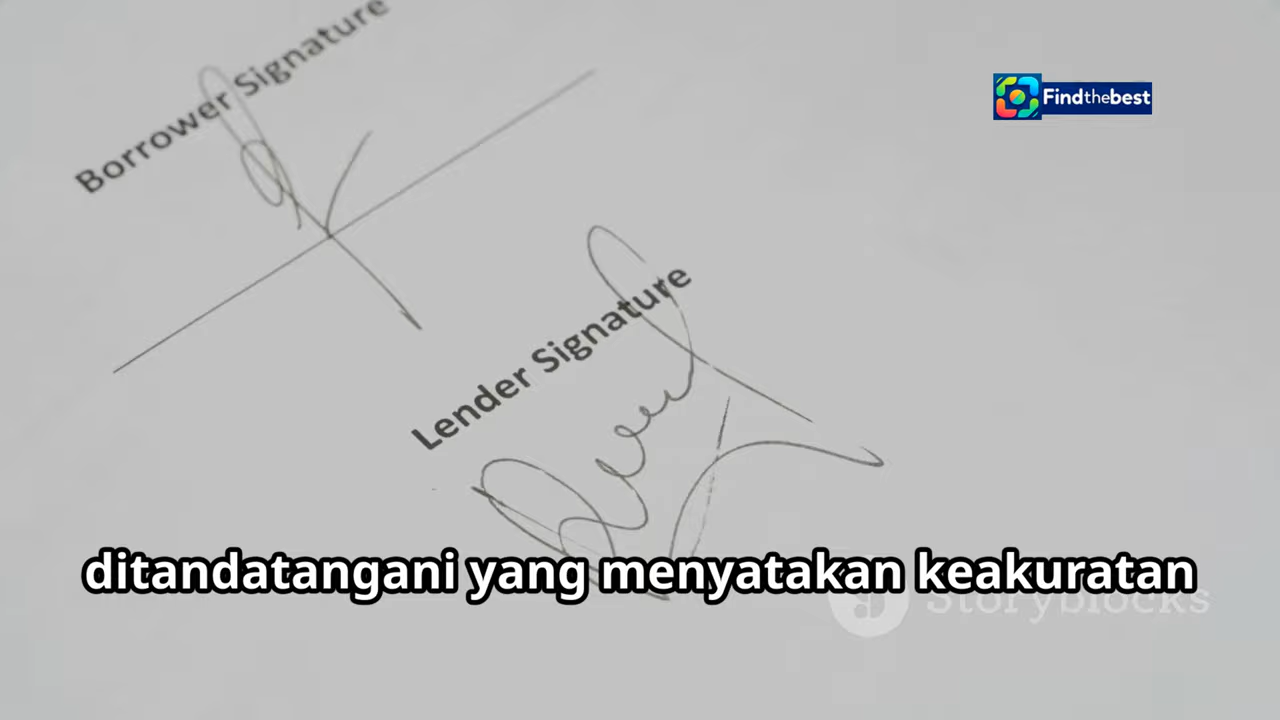 Borrower Signature
Findthebest
Lender Signature
ditandatangani yang menyatakan keakuratan
Storyblocks